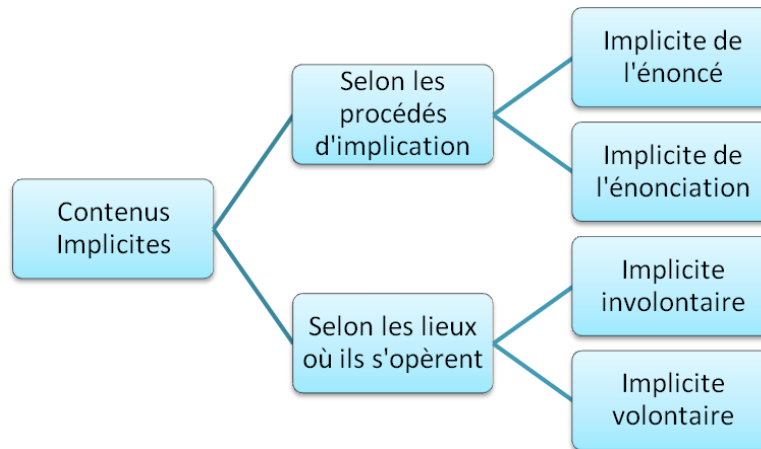 Contenus
Implicites
Selon les
procédés
d'implication
Implicite de
l'énoncé
Implicite de
l'énonciation
Selon les lieux
où ils s'opèrent
Implicite
involontaire
Implicite
volontaire